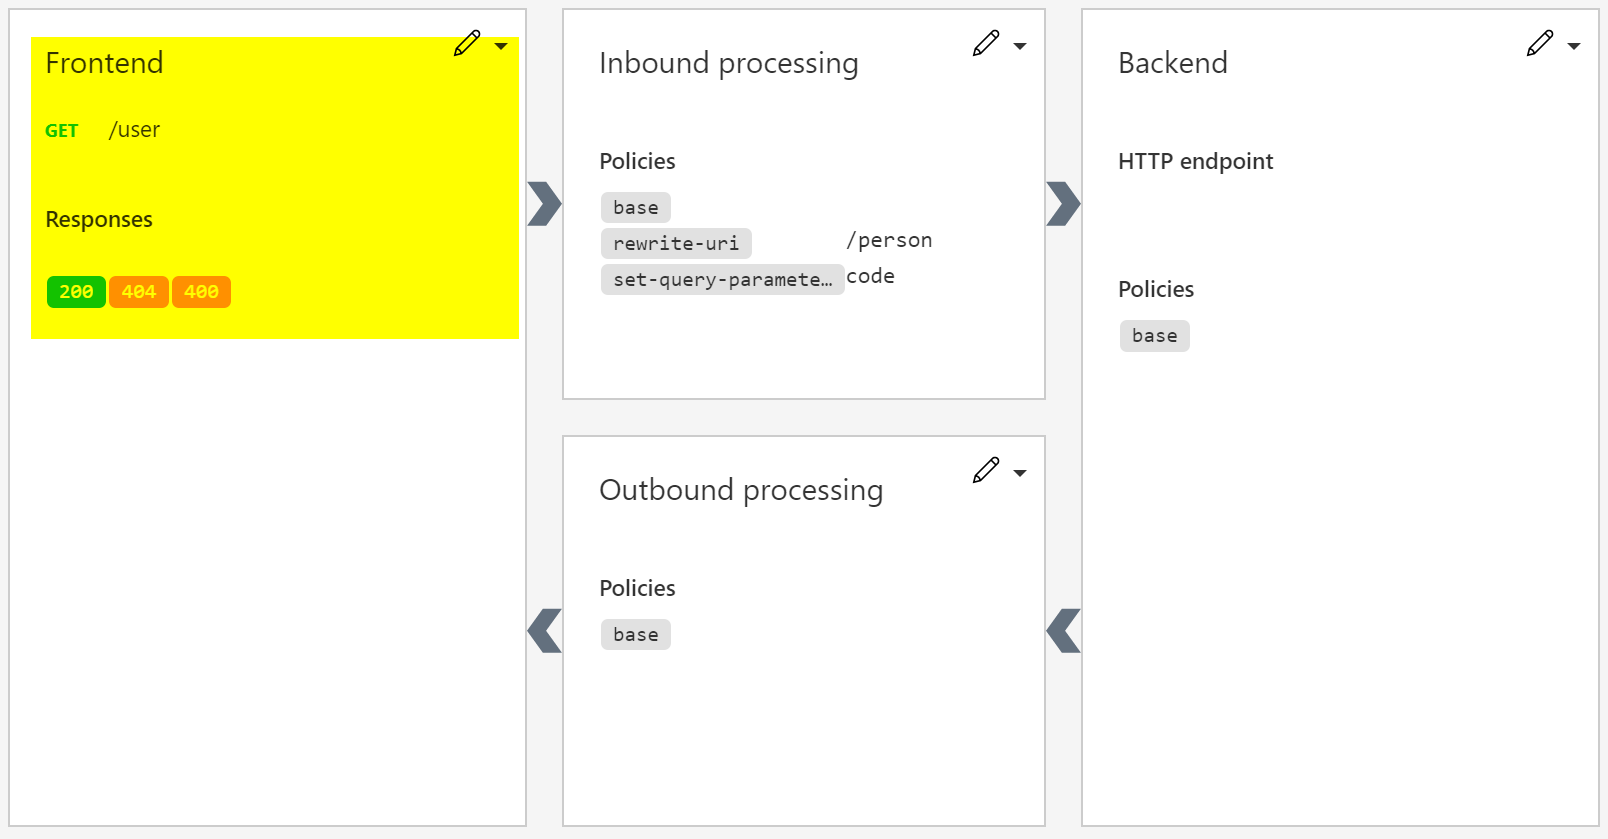 Frontend
GET /user
Responses
200 404 400
Inbound processing
Policies
base
rewrite-uri /person
set-query-paramete… code
Outbound processing
Policies
base
Backend
HTTP endpoint
Policies
base